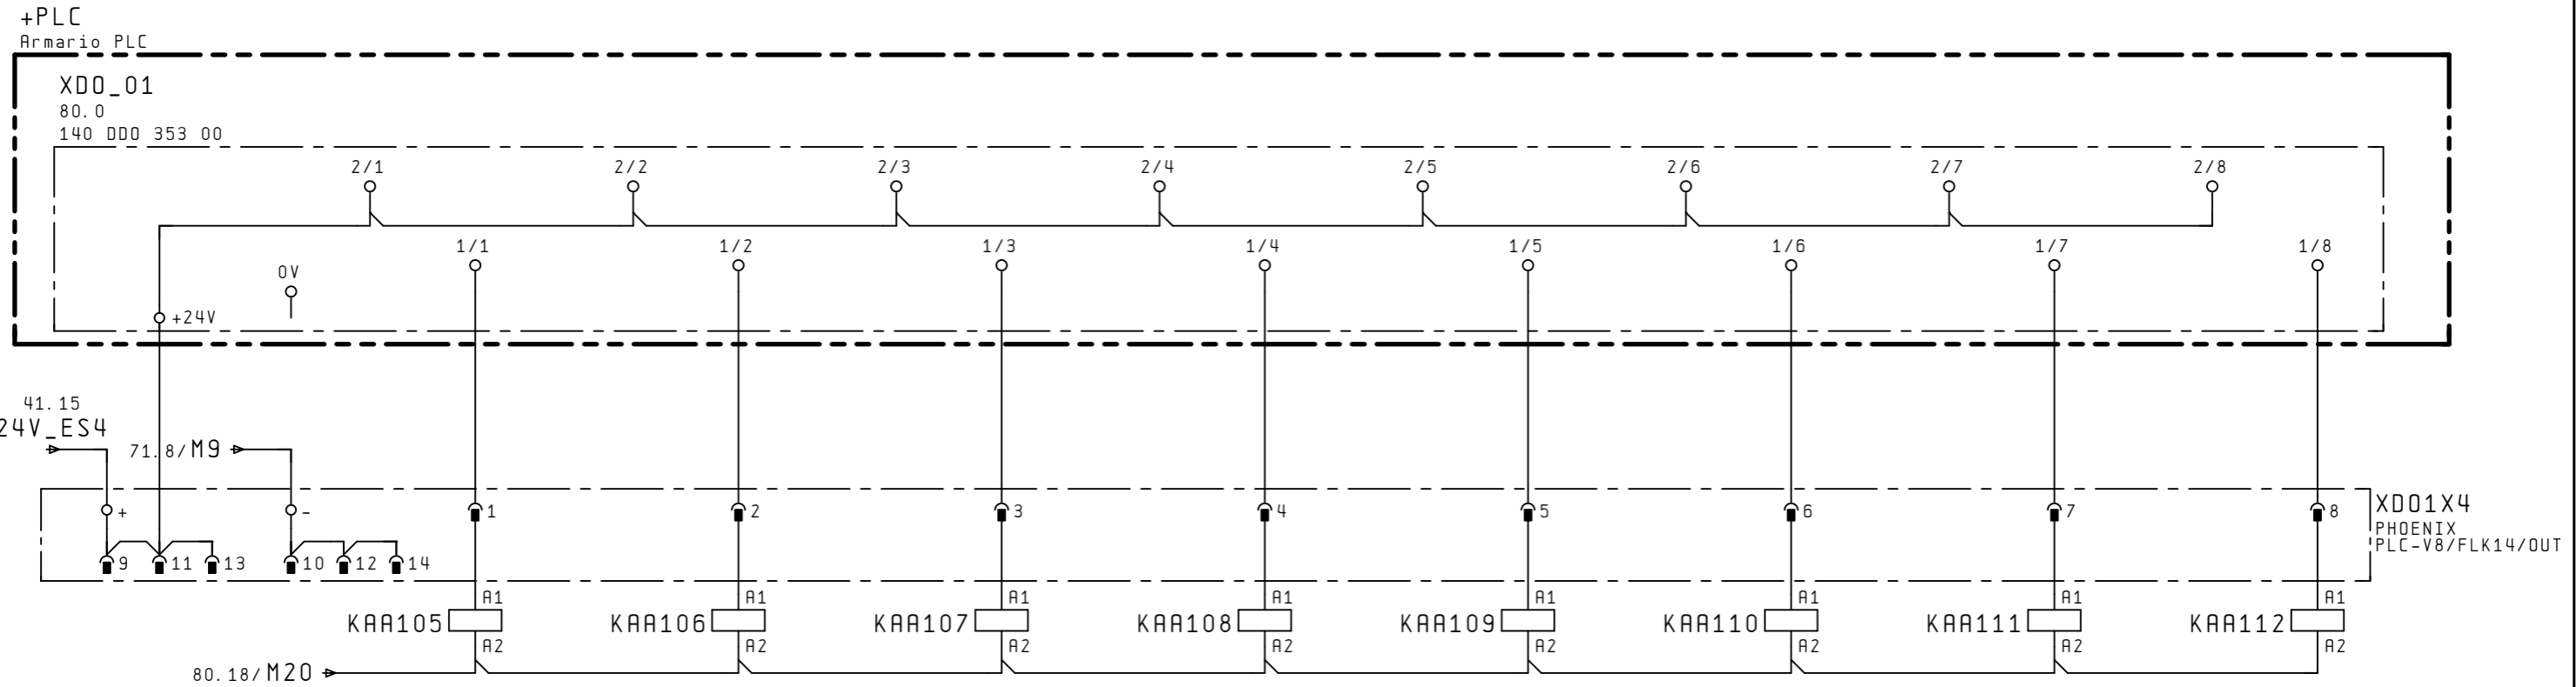 +PLC
Armario PLC
XDO_01
80.0
140 DDO 353 00
2/1 2/2 2/3 2/4 2/5 2/6 2/7 2/8
1/1 1/2 1/3 1/4 1/5 1/6 1/7 1/8
0V
+24V
41.15
24V_ES4
71.8/M9
+ - 1 2 3 4 5 6 7 8
XDO1X4
PHOENIX
PLC-V8/FLK14/OUT
9 11 13 10 12 14
A1 A1 A1 A1 A1 A1 A1 A1
KAA105 KAA106 KAA107 KAA108 KAA109 KAA110 KAA111 KAA112
A2 A2 A2 A2 A2 A2 A2 A2
80.18/M20